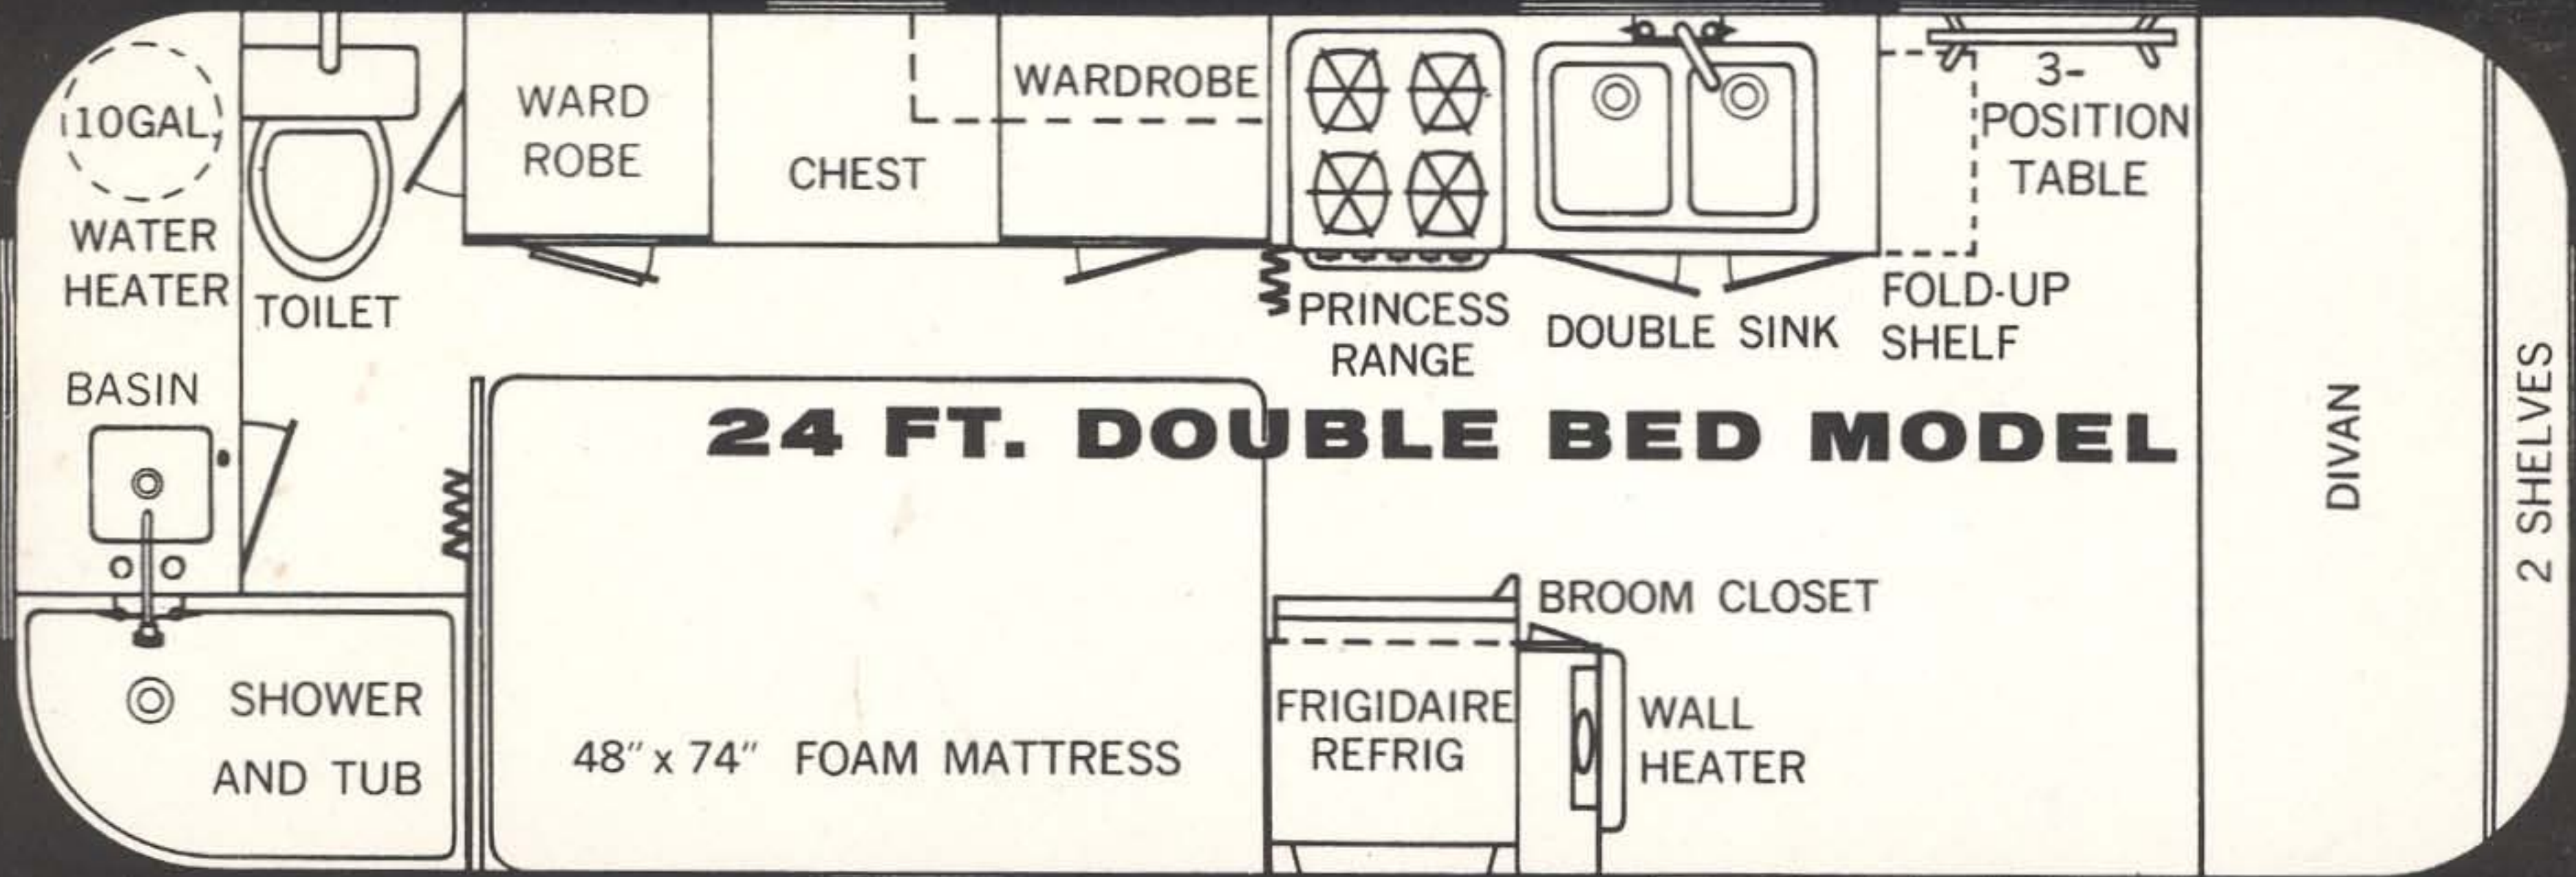 10GAL.
WATER
HEATER
TOILET
BASIN
SHOWER
AND TUB
WARD
ROBE
CHEST
WARDROBE
PRINCESS
RANGE
DOUBLE SINK
3-
POSITION
TABLE
FOLD-UP
SHELF
24 FT. DOUBLE BED MODEL
48" x 74" FOAM MATTRESS
BROOM CLOSET
FRIGIDAIRE
REFRIG
WALL
HEATER
DIVAN
2 SHELVES